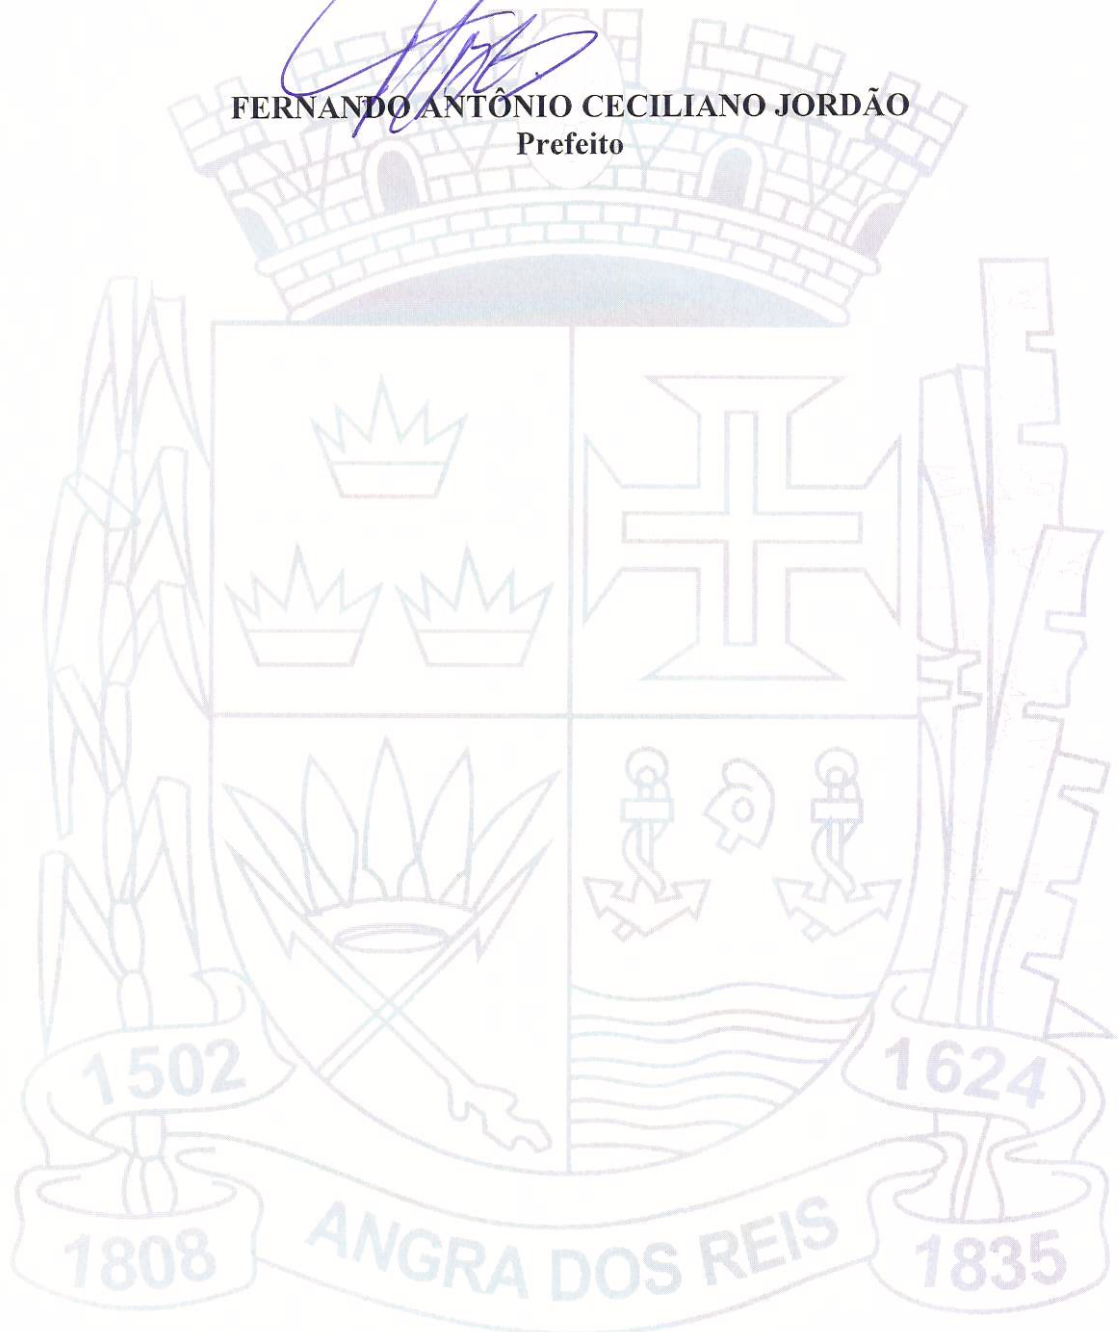 FERNANDO ANTÔNIO CECILIANO JORDÃO
Prefeito
1502
1624
1808
ANGRA DOS REIS
1835